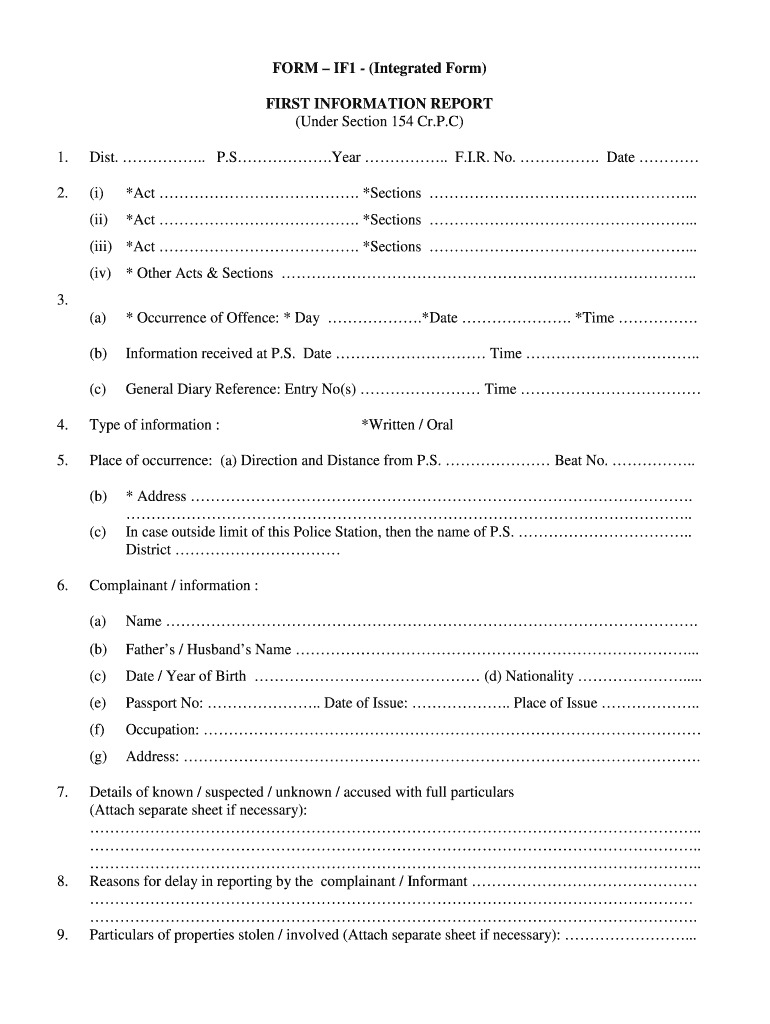 FORM – IF1 - (Integrated Form)
FIRST INFORMATION REPORT
(Under Section 154 Cr.P.C)
1. Dist. …………….. P.S……………….Year …………….. F.I.R. No. ……………. Date …………
2. (i) *Act …………………………………. *Sections ……………………………………………...
(ii) *Act …………………………………. *Sections ……………………………………………...
(iii) *Act …………………………………. *Sections ……………………………………………...
(iv) * Other Acts & Sections ………………………………………………………………………..
3.
(a) * Occurrence of Offence: * Day ……………….*Date …………………. *Time …………….
(b) Information received at P.S. Date ………………………… Time ……………………………..
(c) General Diary Reference: Entry No(s) …………………… Time ………………………………
4. Type of information : *Written / Oral
5. Place of occurrence: (a) Direction and Distance from P.S. ………………… Beat No. ……………..
(b) * Address ……………………………………………………………………………………….
…………………………………………………………………………………………………..
(c) In case outside limit of this Police Station, then the name of P.S. ……………………………..
District ……………………………
6. Complainant / information :
(a) Name …………………………………………………………………………………………….
(b) Father’s / Husband’s Name ……………………………………………………………………...
(c) Date / Year of Birth ……………………………………… (d) Nationality ………………….....
(e) Passport No: ………………….. Date of Issue: ……………….. Place of Issue ………………..
(f) Occupation: ………………………………………………………………………………………
(g) Address: ………………………………………………………………………………………….
7. Details of known / suspected / unknown / accused with full particulars
(Attach separate sheet if necessary):
…………………………………………………………………………………………………………..
…………………………………………………………………………………………………………..
…………………………………………………………………………………………………………..
8. Reasons for delay in reporting by the complainant / Informant ………………………………………
…………………………………………………………………………………………………………
………………………………………………………………………………………………………….
9. Particulars of properties stolen / involved (Attach separate sheet if necessary): ……………………...